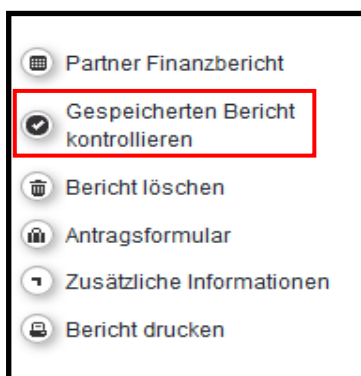 Partner Finanzbericht
Gespeicherten Bericht
kontrollieren
Bericht löschen
Antragsformular
Zusätzliche Informationen
Bericht drucken